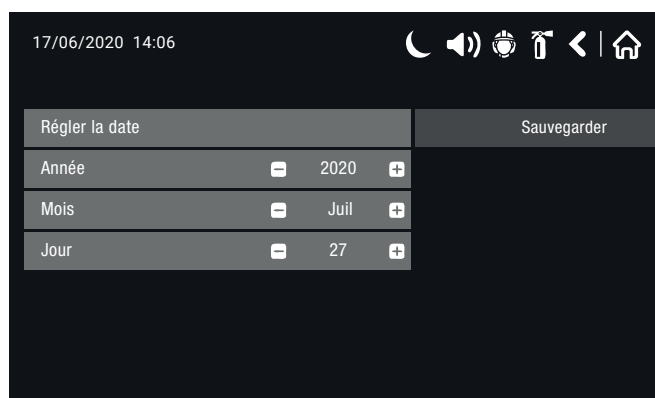 17/06/2020 14:06
Régler la date
Sauvegarder
Année 2020
Mois Juil
Jour 27